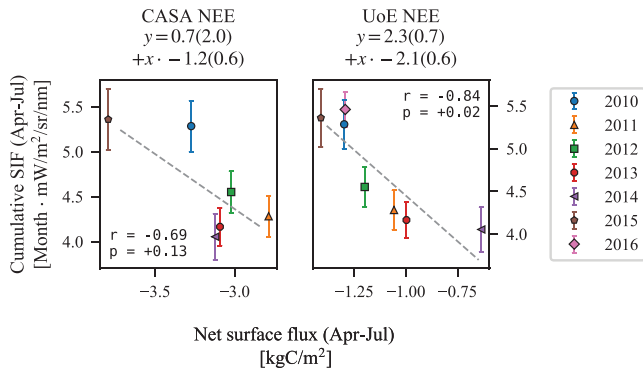 CASA NEE
y=0.7(2.0)
+x· −1.2(0.6)
UoE NEE
y=2.3(0.7)
+x· −2.1(0.6)
Cumulative SIF (Apr-Jul)
[Month · mW/m²/sr/nm]
5.5
5.0
4.5
4.0
r = -0.69
p = +0.13
−3.5
−3.0
r = -0.84
p = +0.02
5.5
5.0
4.5
4.0
−1.25
−1.00
−0.75
Net surface flux (Apr-Jul)
[kgC/m²]
2010
2011
2012
2013
2014
2015
2016